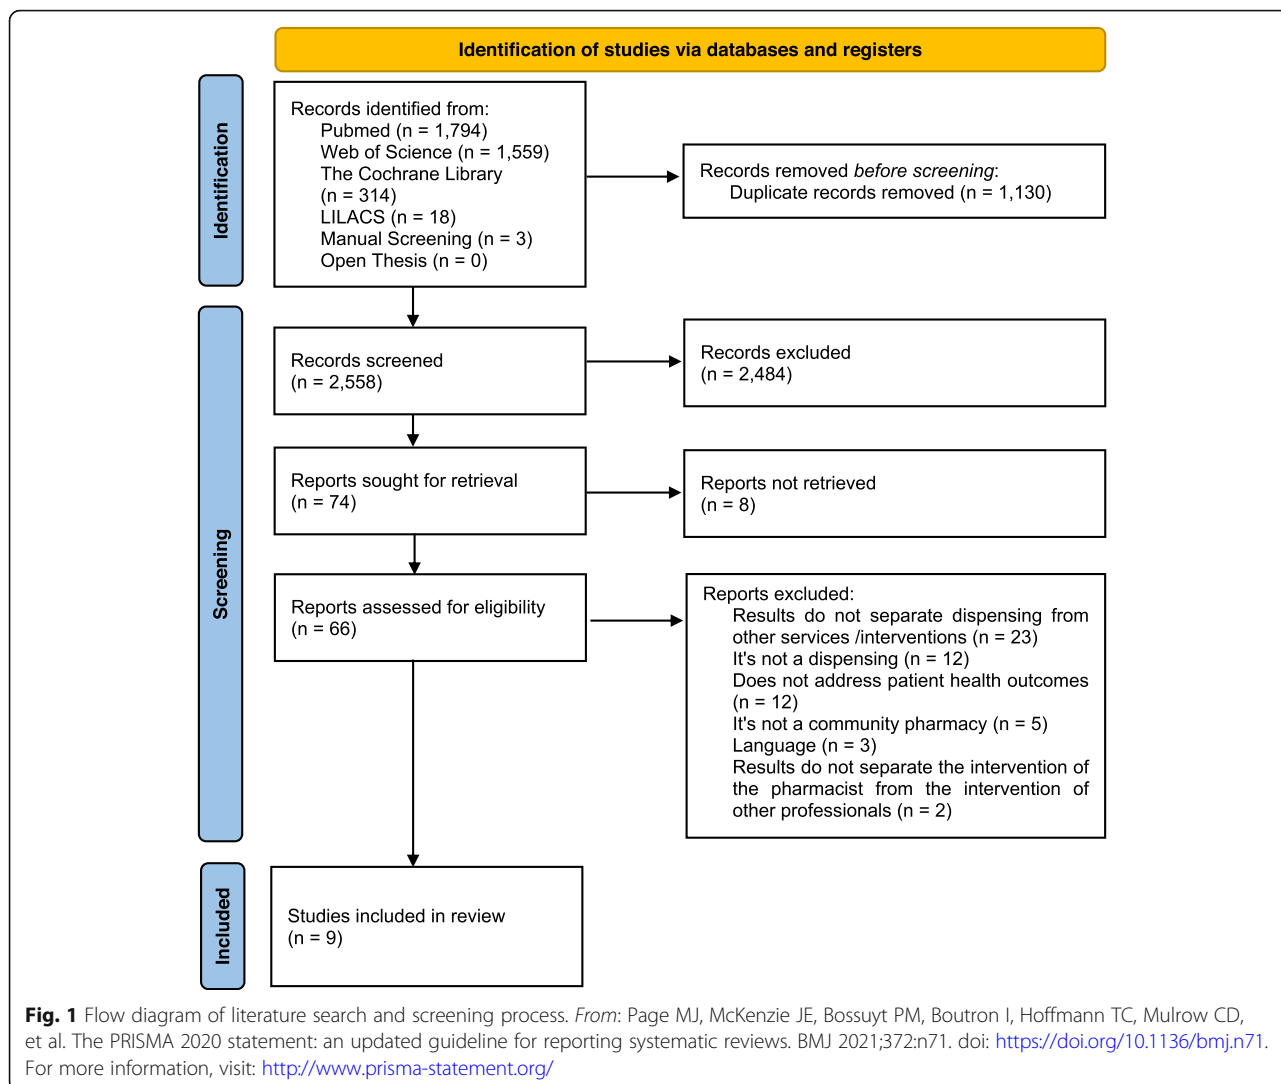 Identification of studies via databases and registers
Identification
Records identified from:
Pubmed (n = 1,794)
Web of Science (n = 1,559)
The Cochrane Library
(n = 314)
LILACS (n = 18)
Manual Screening (n = 3)
Open Thesis (n = 0)
Records removed before screening:
Duplicate records removed (n = 1,130)
Screening
Records screened
(n = 2,558)
Records excluded
(n = 2,484)
Reports sought for retrieval
(n = 74)
Reports not retrieved
(n = 8)
Reports assessed for eligibility
(n = 66)
Reports excluded:
Results do not separate dispensing from
other services /interventions (n = 23)
It's not a dispensing (n = 12)
Does not address patient health outcomes
(n = 12)
It's not a community pharmacy (n = 5)
Language (n = 3)
Results do not separate the intervention of
the pharmacist from the intervention of
other professionals (n = 2)
Included
Studies included in review
(n = 9)
Fig. 1 Flow diagram of literature search and screening process. From: Page MJ, McKenzie JE, Bossuyt PM, Boutron I, Hoffmann TC, Mulrow CD,
et al. The PRISMA 2020 statement: an updated guideline for reporting systematic reviews. BMJ 2021;372:n71. doi: https://doi.org/10.1136/bmj.n71.
For more information, visit: http://www.prisma-statement.org/